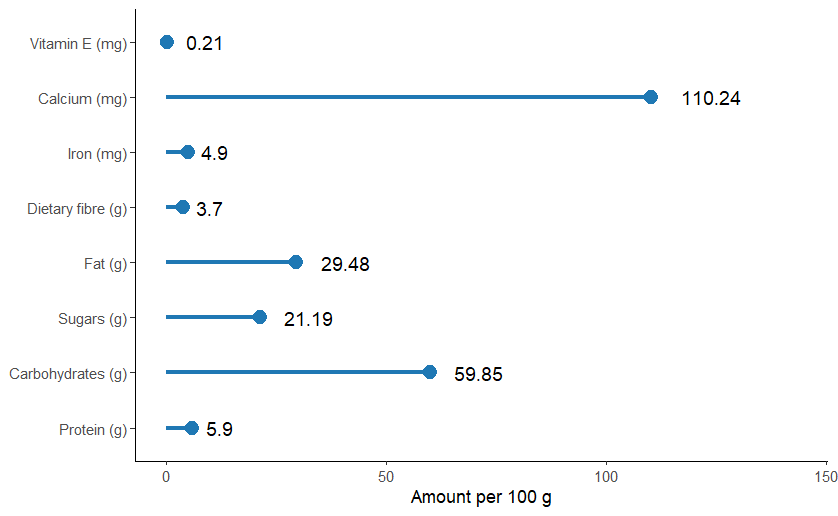 Vitamin E (mg) 0.21
Calcium (mg) 110.24
Iron (mg) 4.9
Dietary fibre (g) 3.7
Fat (g) 29.48
Sugars (g) 21.19
Carbohydrates (g) 59.85
Protein (g) 5.9
0 50 100 150
Amount per 100 g